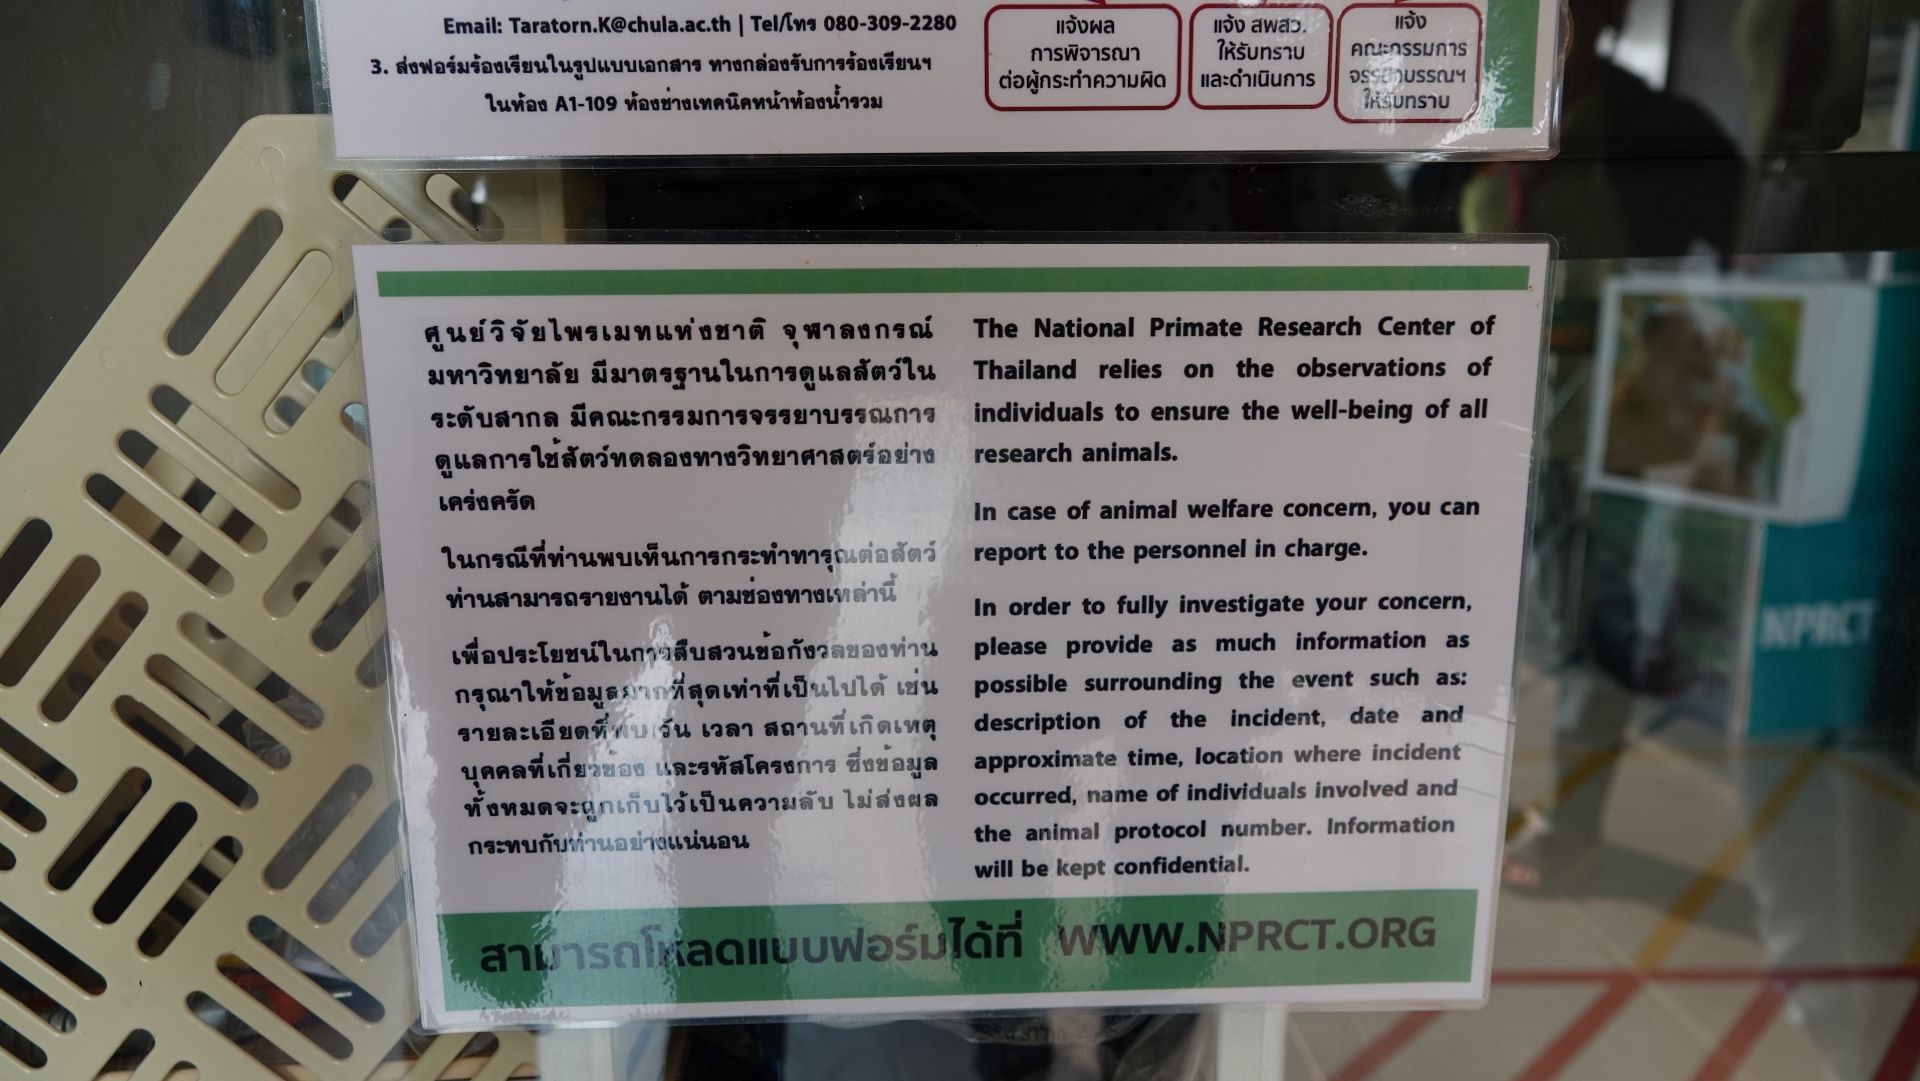 Email: Taratorn.K@chula.ac.th | Tel/โทร 080-309-2280
3. ส่งฟอร์มร้องเรียนในรูปแบบเอกสาร ทางกล่องรับการร้องเรียนฯ
ในห้อง A1-109 ห้องช่างเทคนิคหน้าห้องน้ำรวม
แจ้งผล
การพิจารณา
ต่อผู้กระทำความผิด
แจ้ง สพสว.
ให้รับทราบ
และดำเนินการ
แจ้ง
คณะกรรมการ
จรรยาบรรณฯ
ให้รับทราบ
ศูนย์วิจัยไพรเมทแห่งชาติ จุฬาลงกรณ์
มหาวิทยาลัย มีมาตรฐานในการดูแลสัตว์ใน
ระดับสากล มีคณะกรรมการจรรยาบรรณการ
ดูแลการใช้สัตว์ทดลองทางวิทยาศาสตร์อย่าง
เคร่งครัด
ในกรณีที่ท่านพบเห็นการกระทำทารุณต่อสัตว์
ท่านสามารถรายงานได้ ตามช่องทางเหล่านี้
เพื่อประโยชน์ในการสืบสวนข้อกังวลของท่าน
กรุณาให้ข้อมูลมากที่สุดเท่าที่เป็นไปได้ เช่น
รายละเอียดที่พบ วัน เวลา สถานที่เกิดเหตุ
บุคคลที่เกี่ยวข้อง และรหัสโครงการ ซึ่งข้อมูล
ทั้งหมดจะถูกเก็บไว้เป็นความลับ ไม่ส่งผล
กระทบกับท่านอย่างแน่นอน
The National Primate Research Center of
Thailand relies on the observations of
individuals to ensure the well-being of all
research animals.
In case of animal welfare concern, you can
report to the personnel in charge.
In order to fully investigate your concern,
please provide as much information as
possible surrounding the event such as:
description of the incident, date and
approximate time, location where incident
occurred, name of individuals involved and
the animal protocol number. Information
will be kept confidential.
สามารถโหลดแบบฟอร์มได้ที่ WWW.NPRCT.ORG
NPRCT